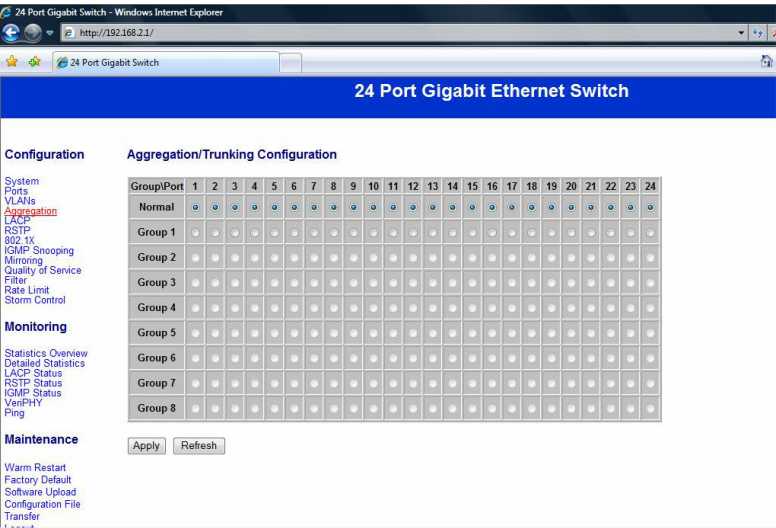 24 Port Gigabit Switch - Windows Internet Explorer
http://192.168.2.1/
24 Port Gigabit Switch
24 Port Gigabit Ethernet Switch
Configuration
System
Ports
VLANs
Aggregation
LACP
RSTP
802.1X
IGMP Snooping
Mirroring
Quality of Service
Filter
Rate Limit
Storm Control
Monitoring
Statistics Overview
Detailed Statistics
LACP Status
RSTP Status
IGMP Status
VeriPHY
Ping
Maintenance
Warm Restart
Factory Default
Software Upload
Configuration File
Transfer
Logout
Aggregation/Trunking Configuration
Group\Port 1 2 3 4 5 6 7 8 9 10 11 12 13 14 15 16 17 18 19 20 21 22 23 24
Normal
Group 1
Group 2
Group 3
Group 4
Group 5
Group 6
Group 7
Group 8
Apply Refresh